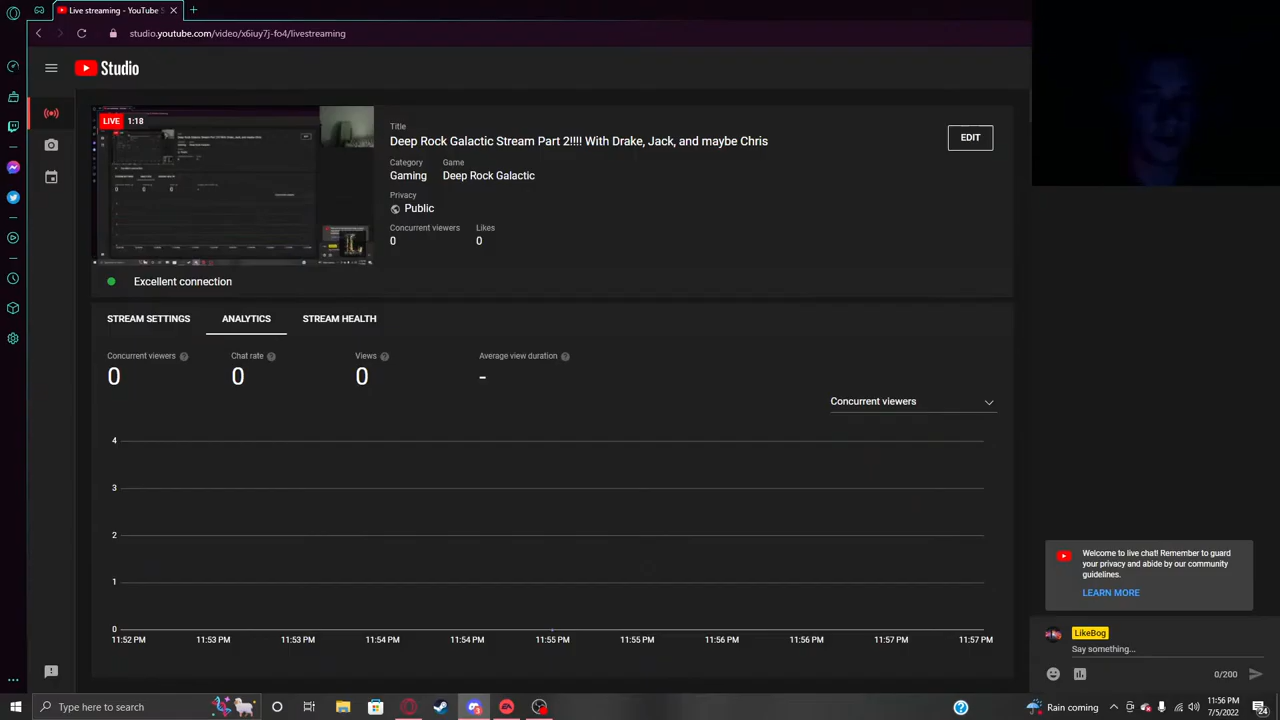 Live streaming - YouTube S
studio.youtube.com/video/x6iuy7j-fo4/livestreaming
Studio
LIVE 1:18
Title
Deep Rock Galactic Stream Part 2!!!! With Drake, Jack, and maybe Chris
EDIT
Category Game
Gaming Deep Rock Galactic
Privacy
Public
Concurrent viewers Likes
0 0
Excellent connection
STREAM SETTINGS ANALYTICS STREAM HEALTH
Concurrent viewers Chat rate Views Average view duration
0 0 0 -
Concurrent viewers
4
3
2
1
0
11:52 PM 11:53 PM 11:53 PM 11:54 PM 11:54 PM 11:55 PM 11:55 PM 11:56 PM 11:56 PM 11:57 PM 11:57 PM
Welcome to live chat! Remember to guard
your privacy and abide by our community
guidelines.
LEARN MORE
LikeBog
Say something...
0/200
Type here to search
Rain coming
11:56 PM
7/5/2022
24